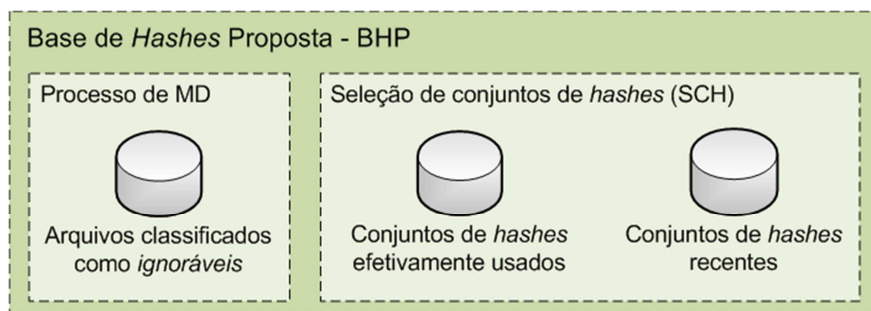 Base de Hashes Proposta - BHP
Processo de MD
Arquivos classificados
como ignoráveis
Seleção de conjuntos de hashes (SCH)
Conjuntos de hashes
efetivamente usados
Conjuntos de hashes
recentes